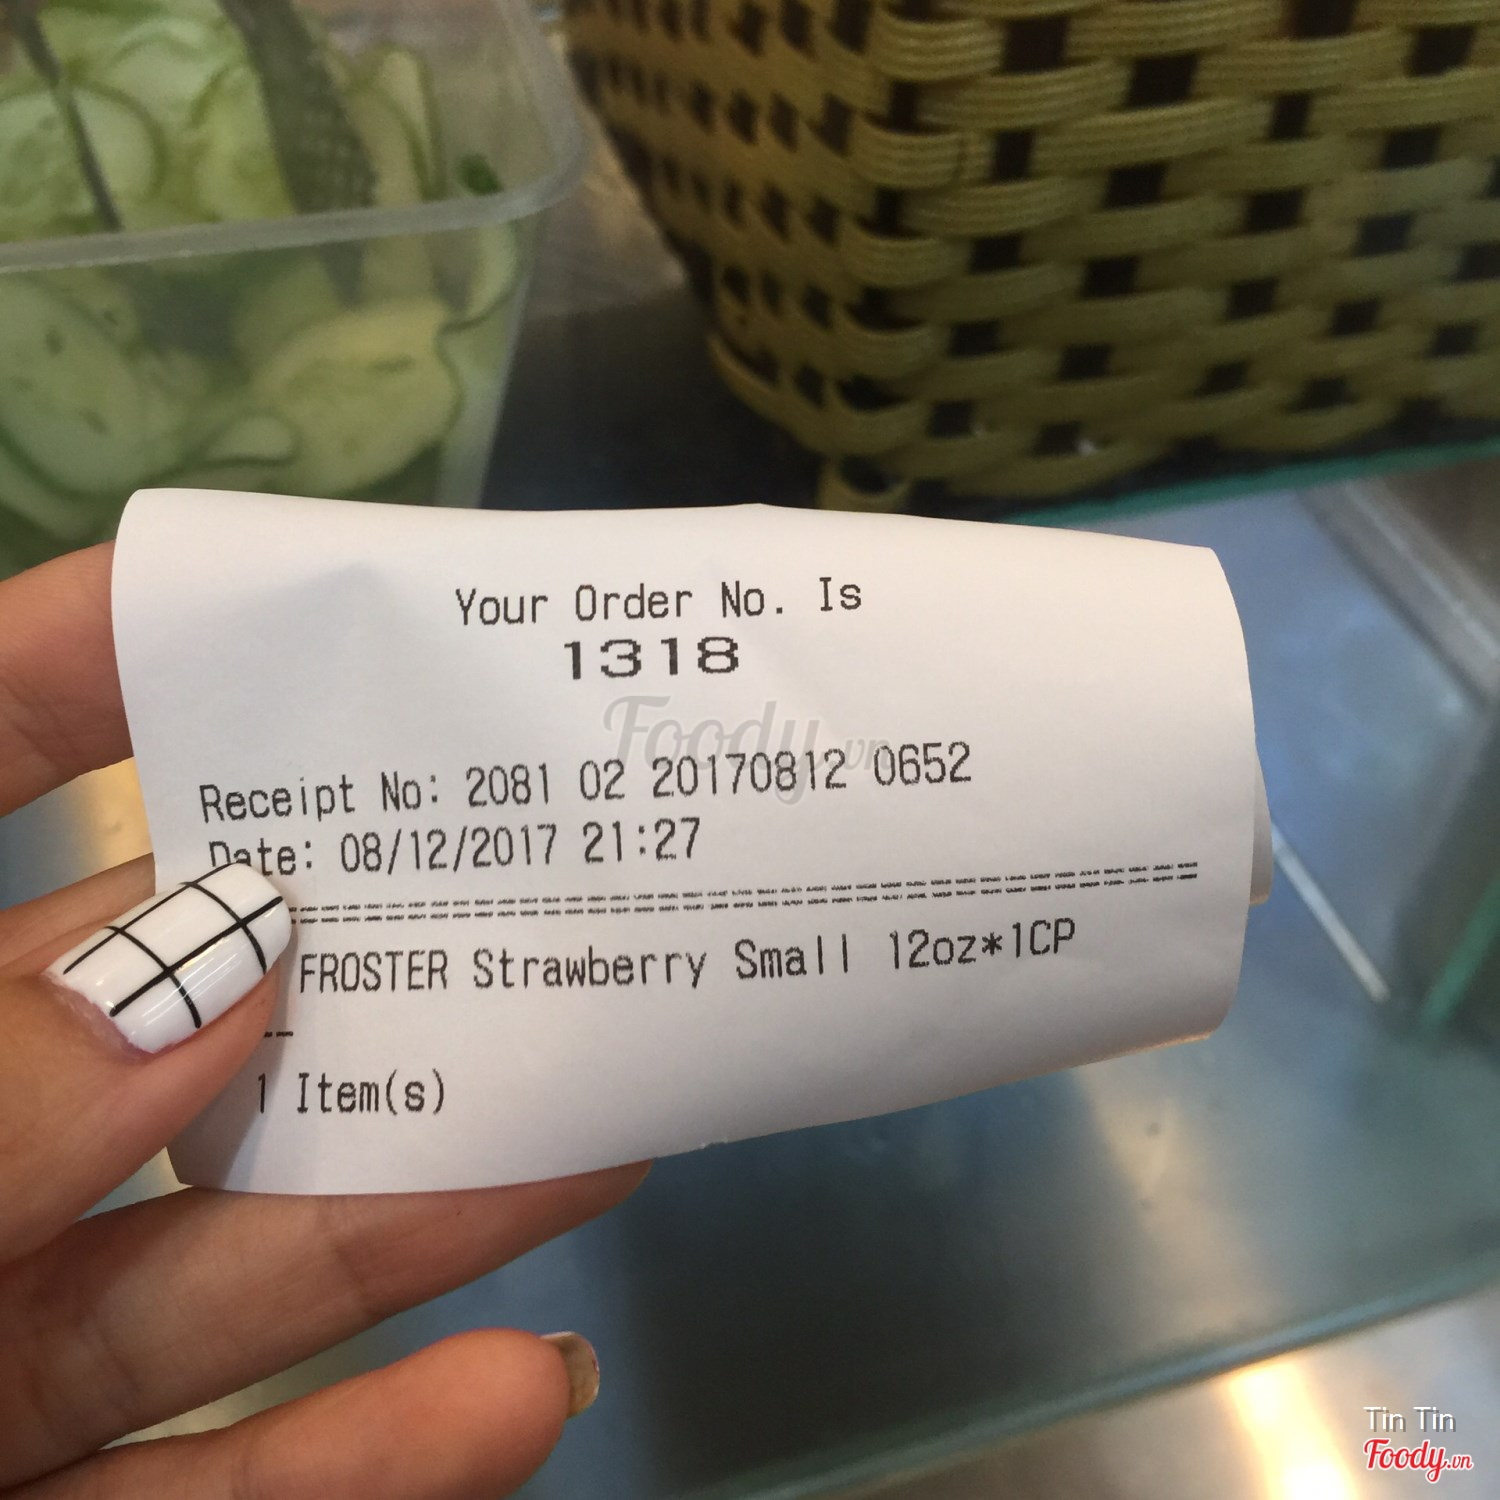 Your Order No. Is
1318
Foody.vn
Receipt No: 2081 02 20170812 0652
Date: 08/12/2017 21:27
FROSTER Strawberry Small 12oz*1CP
1 Item(s)
Tin Tin
Foody.vn